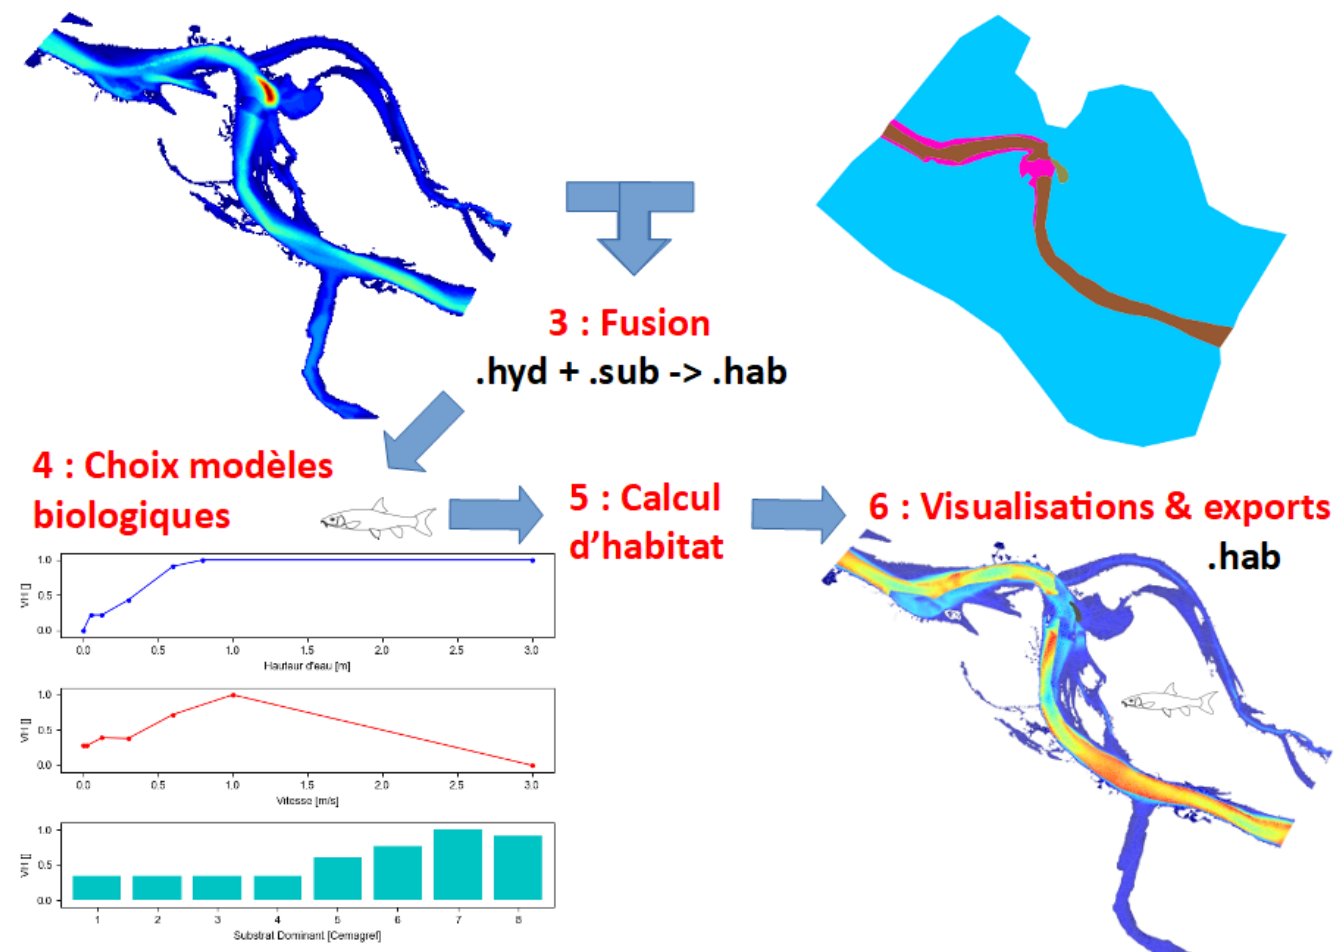 3 : Fusion
.hyd + .sub -> .hab
4 : Choix modèles
biologiques
5 : Calcul
d'habitat
6 : Visualisations & exports
.hab
VH []
1.0
0.5
0.0
0.0 0.5 1.0 1.5 2.0 2.5 3.0
Hauteur d'eau [m]
VH []
1.0
0.5
0.0
0.0 0.5 1.0 1.5 2.0 2.5 3.0
Vitesse [m/s]
VH []
1.0
0.5
0.0
1 2 3 4 5 6 7 8
Substrat Dominant [Cemagref]